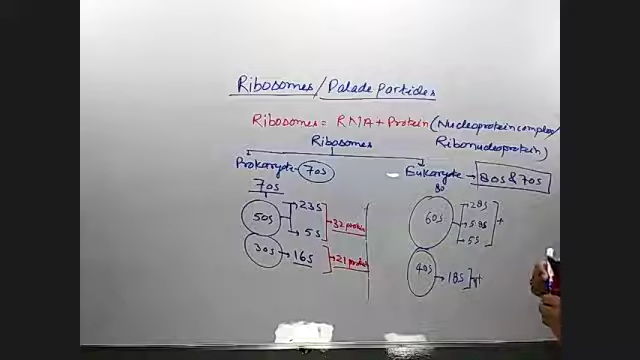 Ribosomes/Palade Particles
Ribosomes = RNA + Protein (Nucleoprotein complex/
Ribonucleoprotein)
Ribosomes
Prokaryote - 70s
Eukaryote → 80s & 70s
70s
80
50s
23s
5s
32 protein
30s → 16s
21 protein
60s
28s
5.8s
5s
+
40s → 18s
+